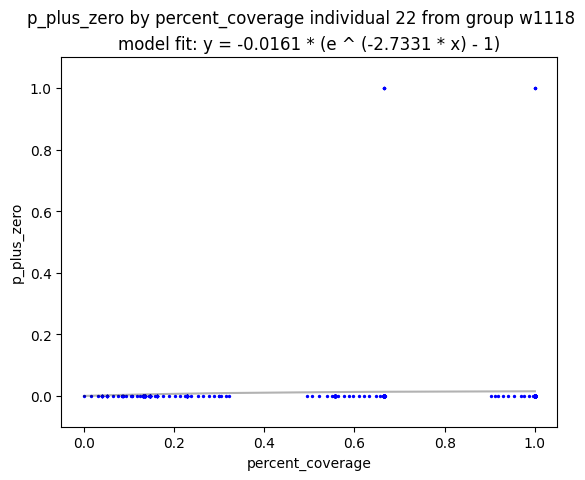 p_plus_zero by percent_coverage individual 22 from group w1118
model fit: y = -0.0161 * (e ^ (-2.7331 * x) - 1)
1.0
0.8
0.6
0.4
0.2
0.0
p_plus_zero
0.0 0.2 0.4 0.6 0.8 1.0
percent_coverage